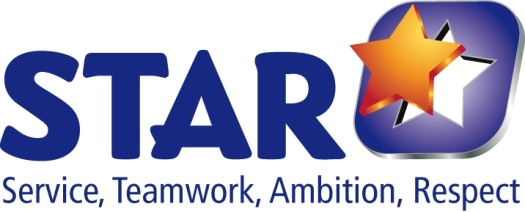 STAR
Service, Teamwork, Ambition, Respect